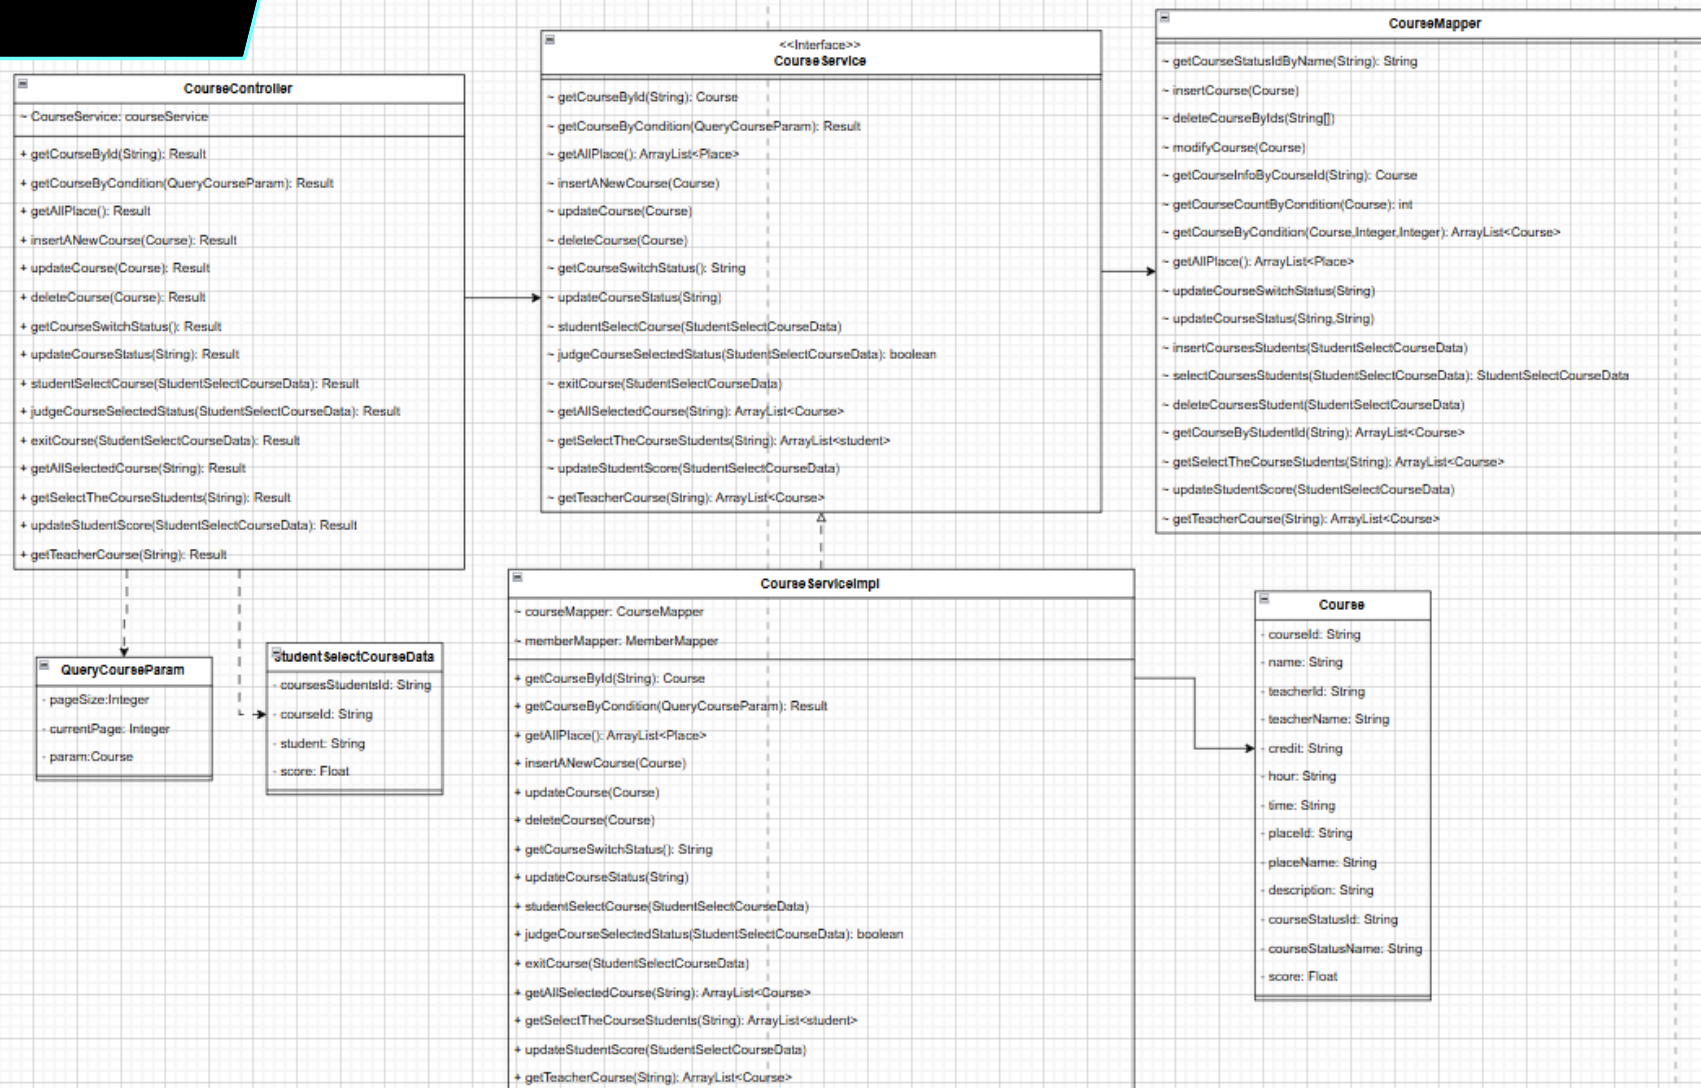 CourseController
~ CourseService: courseService
+ getCourseById(String): Result
+ getCourseByCondition(QueryCourseParam): Result
+ getAllPlace(): Result
+ insertANewCourse(Course): Result
+ updateCourse(Course): Result
+ deleteCourse(Course): Result
+ getCourseSwitchStatus(): Result
+ updateCourseStatus(String): Result
+ studentSelectCourse(StudentSelectCourseData): Result
+ judgeCourseSelectedStatus(StudentSelectCourseData): Result
+ exitCourse(StudentSelectCourseData): Result
+ getAllSelectedCourse(String): Result
+ getSelectTheCourseStudents(String): Result
+ updateStudentScore(StudentSelectCourseData): Result
+ getTeacherCourse(String): Result
<<Interface>>
CourseService
~ getCourseById(String): Course
~ getCourseByCondition(QueryCourseParam): Result
~ getAllPlace(): ArrayList<Place>
~ insertANewCourse(Course)
~ updateCourse(Course)
~ deleteCourse(Course)
~ getCourseSwitchStatus(): String
~ updateCourseStatus(String)
~ studentSelectCourse(StudentSelectCourseData)
~ judgeCourseSelectedStatus(StudentSelectCourseData): boolean
~ exitCourse(StudentSelectCourseData)
~ getAllSelectedCourse(String): ArrayList<Course>
~ getSelectTheCourseStudents(String): ArrayList<student>
~ updateStudentScore(StudentSelectCourseData)
~ getTeacherCourse(String): ArrayList<Course>
CourseMapper
~ getCourseStatusIdByName(String): String
~ insertCourse(Course)
~ deleteCourseByIds(String[])
~ modifyCourse(Course)
~ getCourseInfoByCourseId(String): Course
~ getCourseCountByCondition(Course): int
~ getCourseByCondition(Course,Integer,Integer): ArrayList<Course>
~ getAllPlace(): ArrayList<Place>
~ updateCourseSwitchStatus(String)
~ updateCourseStatus(String,String)
~ insertCoursesStudents(StudentSelectCourseData)
~ selectCoursesStudents(StudentSelectCourseData): StudentSelectCourseData
~ deleteCoursesStudent(StudentSelectCourseData)
~ getCourseByStudentId(String): ArrayList<Course>
~ getSelectTheCourseStudents(String): ArrayList<Course>
~ updateStudentScore(StudentSelectCourseData)
~ getTeacherCourse(String): ArrayList<Course>
QueryCourseParam
- pageSize:Integer
- currentPage: Integer
- param:Course
StudentSelectCourseData
- coursesStudentsId: String
- courseId: String
- student: String
- score: Float
CourseServiceImpl
~ courseMapper: CourseMapper
~ memberMapper: MemberMapper
+ getCourseById(String): Course
+ getCourseByCondition(QueryCourseParam): Result
+ getAllPlace(): ArrayList<Place>
+ insertANewCourse(Course)
+ updateCourse(Course)
+ deleteCourse(Course)
+ getCourseSwitchStatus(): String
+ updateCourseStatus(String)
+ studentSelectCourse(StudentSelectCourseData)
+ judgeCourseSelectedStatus(StudentSelectCourseData): boolean
+ exitCourse(StudentSelectCourseData)
+ getAllSelectedCourse(String): ArrayList<Course>
+ getSelectTheCourseStudents(String): ArrayList<student>
+ updateStudentScore(StudentSelectCourseData)
+ getTeacherCourse(String): ArrayList<Course>
Course
- courseId: String
- name: String
- teacherId: String
- teacherName: String
- credit: String
- hour: String
- time: String
- placeId: String
- placeName: String
- description: String
- courseStatusId: String
- courseStatusName: String
- score: Float